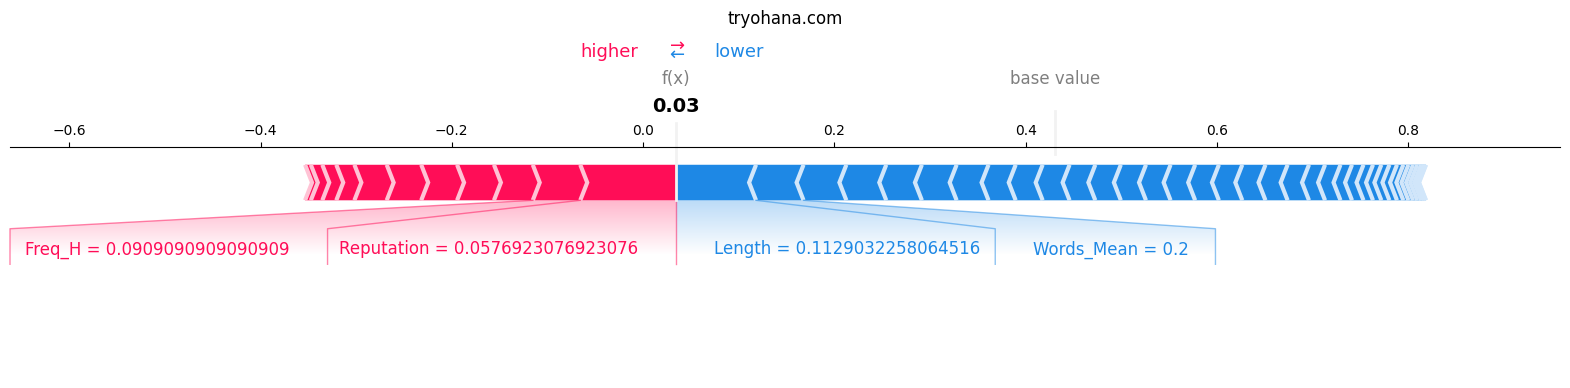 tryohana.com
higher → ← lower
f(x) base value
0.03
−0.6 −0.4 −0.2 0.0 0.2 0.4 0.6 0.8
Freq_H = 0.0909090909090909 Reputation = 0.0576923076923076 Length = 0.1129032258064516 Words_Mean = 0.2